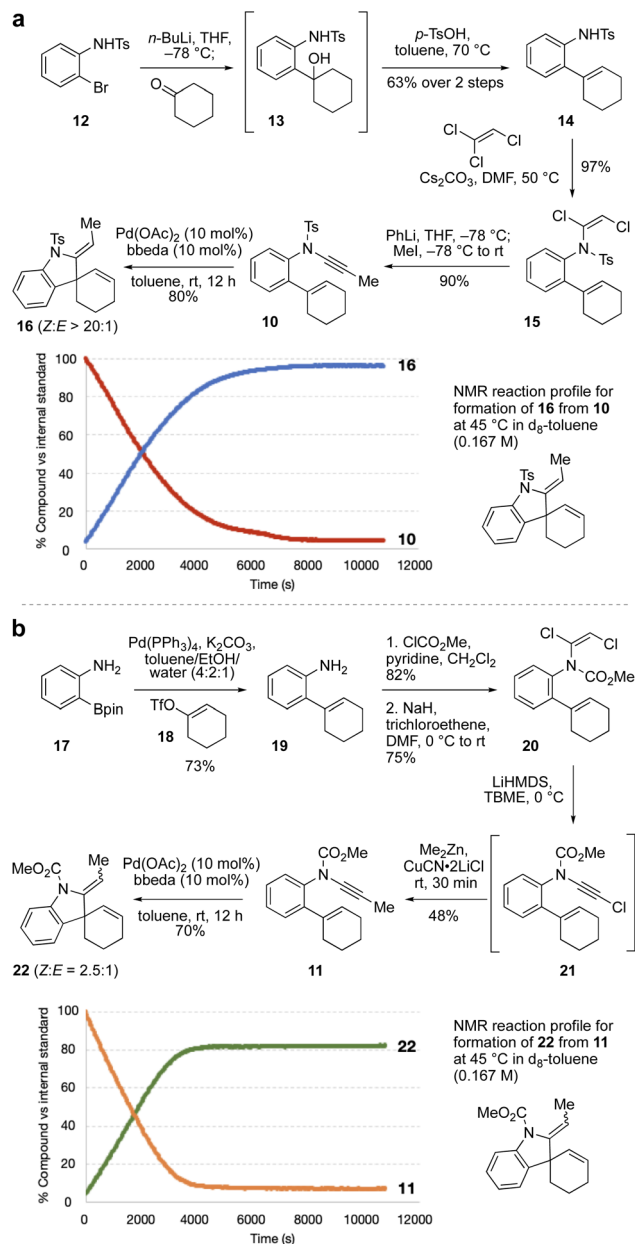 a
NHTs
Br
12
n-BuLi, THF,
–78 °C;
O
NHTs
OH
13
p-TsOH,
toluene, 70 °C
63% over 2 steps
NHTs
14
Cl
Cl
Cl
Cs2CO3, DMF, 50 °C
97%
Me
Ts
N
16 (Z:E > 20:1)
Pd(OAc)2 (10 mol%)
bbeda (10 mol%)
toluene, rt, 12 h
80%
Ts
N
Me
10
PhLi, THF, –78 °C;
MeI, –78 °C to rt
90%
Cl
Cl
N
Ts
15
% Compound vs internal standard
100
80
60
40
20
0
0 2000 4000 6000 8000 10000 12000
Time (s)
16
10
NMR reaction profile for
formation of 16 from 10
at 45 °C in d8-toluene
(0.167 M)
Me
Ts
N
b
NH2
Bpin
17
Pd(PPh3)4, K2CO3,
toluene/EtOH/
water (4:2:1)
TfO
18
73%
NH2
19
1. ClCO2Me,
pyridine, CH2Cl2
82%
2. NaH,
trichloroethene,
DMF, 0 °C to rt
75%
Cl
Cl
N
CO2Me
20
LiHMDS,
TBME, 0 °C
MeO2C
Me
N
22 (Z:E = 2.5:1)
Pd(OAc)2 (10 mol%)
bbeda (10 mol%)
toluene, rt, 12 h
70%
CO2Me
N
Me
11
Me2Zn,
CuCN•2LiCl
rt, 30 min
48%
CO2Me
N
Cl
21
% Compound vs internal standard
100
80
60
40
20
0
0 2000 4000 6000 8000 10000 12000
Time (s)
22
11
NMR reaction profile for
formation of 22 from 11
at 45 °C in d8-toluene
(0.167 M)
MeO2C
Me
N